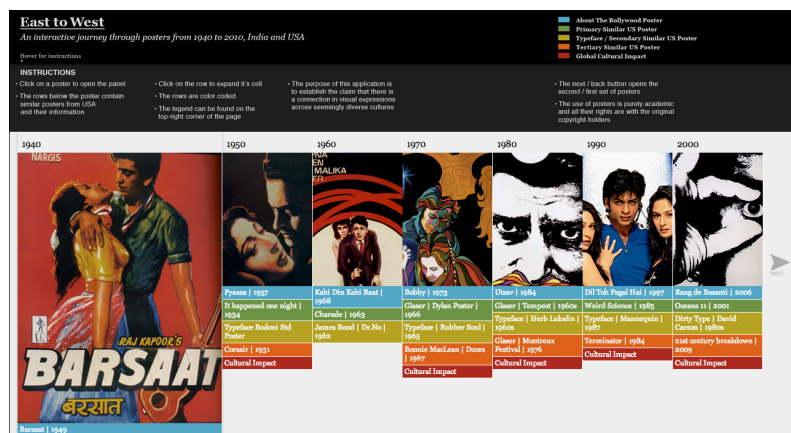 East to West
An interactive journey through posters from 1940 to 2010, India and USA
Hover for instructions
About The Bollywood Poster
Primary Similar US Poster
Typeface / Secondary Similar US Poster
Tertiary Similar US Poster
Global Cultural Impact
INSTRUCTIONS
· Click on a poster to open the panel
· The rows below the poster contain
similar posters from USA
and their information
· Click on the row to expand it's cell
· The rows are color coded
· The legend can be found on the
top-right corner of the page
· The purpose of this application is
to establish the claim that there is
a connection in visual expressions
across seemingly diverse cultures
· The next / back button opens the
second / first set of posters
· The use of posters is purely academic
and all their rights are with the original
copyright holders
1940
NARGIS
RAJ KAPOOR'S
BARSAAT
बरसात
Barsaat | 1949
1950
Pyaasa | 1957
It happened one night |
1934
Typeface Bodoni Std
Poster
Corsair | 1931
Cultural Impact
1960
NA
EN
MALIKA
ER
Kahi Din Kahi Raat |
1968
Charade | 1963
James Bond | Dr.No |
1962
1970
Bobby | 1973
Glaser | Dylan Poster |
1966
Typeface | Rubber Soul |
1965
Bonnie MacLean | Doors
| 1967
Cultural Impact
1980
Utsav | 1984
Glaser | Tempest | 1960s
Typeface | Herb Lubalin |
1960s
Glaser | Montreux
Festival | 1976
Cultural Impact
1990
Dil Toh Pagal Hai | 1997
Weird Science | 1985
Typeface | Mannequin |
1987
Terminator | 1984
Cultural Impact
2000
Rang de Basanti | 2006
Oceans 11 | 2001
Dirty Type | David
Carson | 1980s
21st century breakdown |
2009
Cultural Impact
NEXT